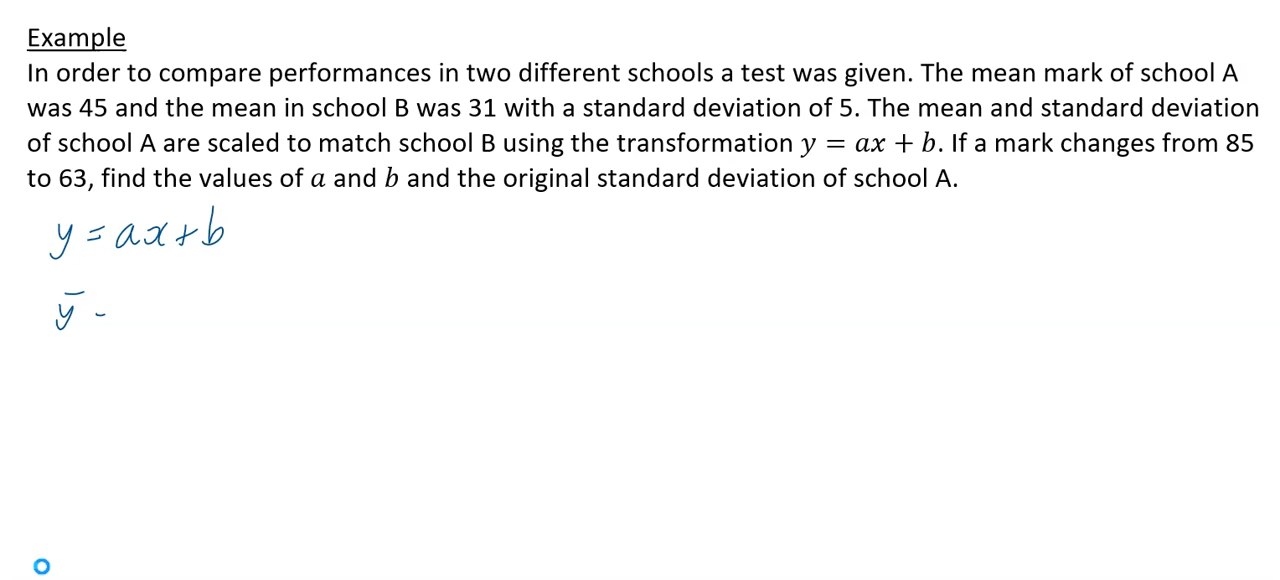 Example
In order to compare performances in two different schools a test was given. The mean mark of school A
was 45 and the mean in school B was 31 with a standard deviation of 5. The mean and standard deviation
of school A are scaled to match school B using the transformation y = ax + b. If a mark changes from 85
to 63, find the values of a and b and the original standard deviation of school A.
y = ax + b
ȳ -